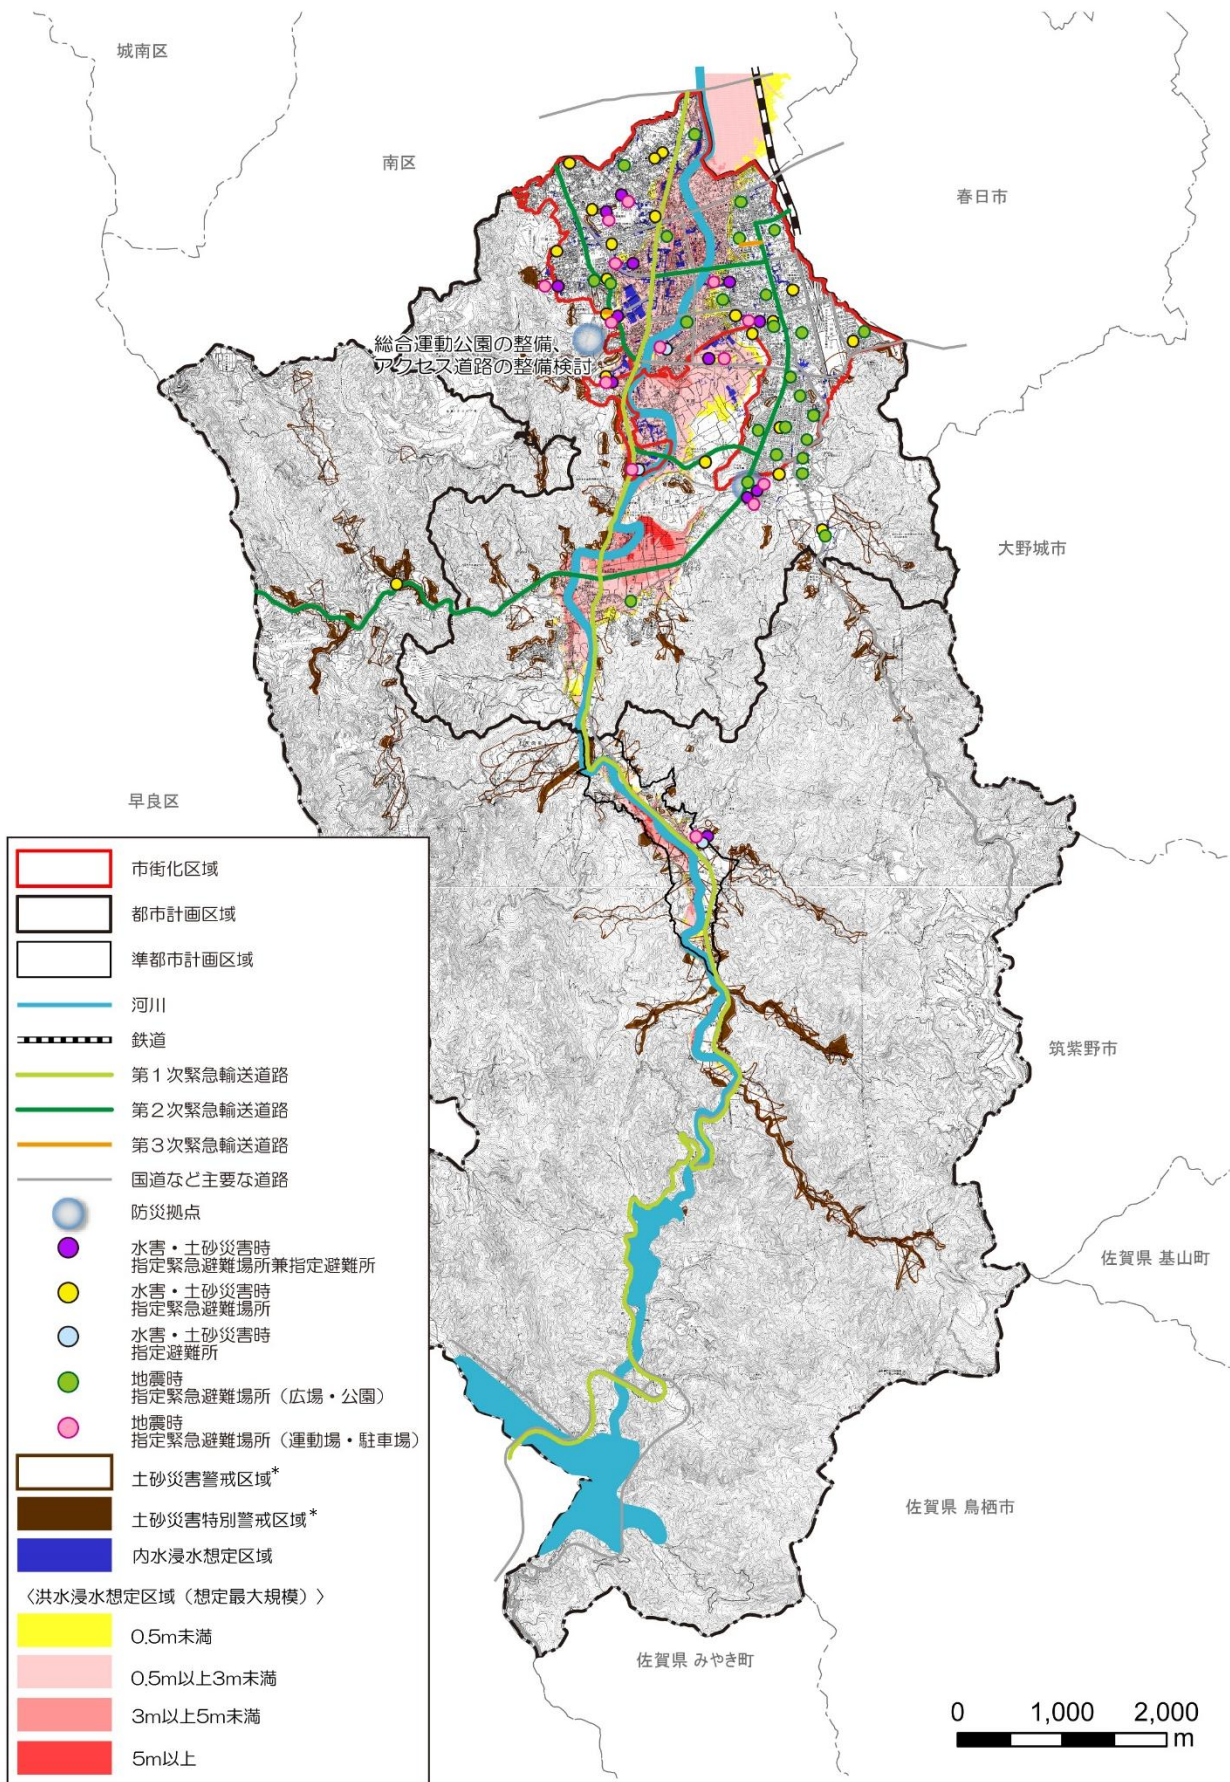 城南区
南区
春日市
総合運動公園の整備、
アクセス道路の整備検討
大野城市
早良区
筑紫野市
佐賀県 基山町
佐賀県 鳥栖市
佐賀県 みやき町
市街化区域
都市計画区域
準都市計画区域
河川
鉄道
第1次緊急輸送道路
第2次緊急輸送道路
第3次緊急輸送道路
国道など主要な道路
防災拠点
水害・土砂災害時
指定緊急避難場所兼指定避難所
水害・土砂災害時
指定緊急避難場所
水害・土砂災害時
指定避難所
地震時
指定緊急避難場所（広場・公園）
地震時
指定緊急避難場所（運動場・駐車場）
土砂災害警戒区域*
土砂災害特別警戒区域*
内水浸水想定区域
〈洪水浸水想定区域（想定最大規模）〉
0.5m未満
0.5m以上3m未満
3m以上5m未満
5m以上
0 1,000 2,000
m